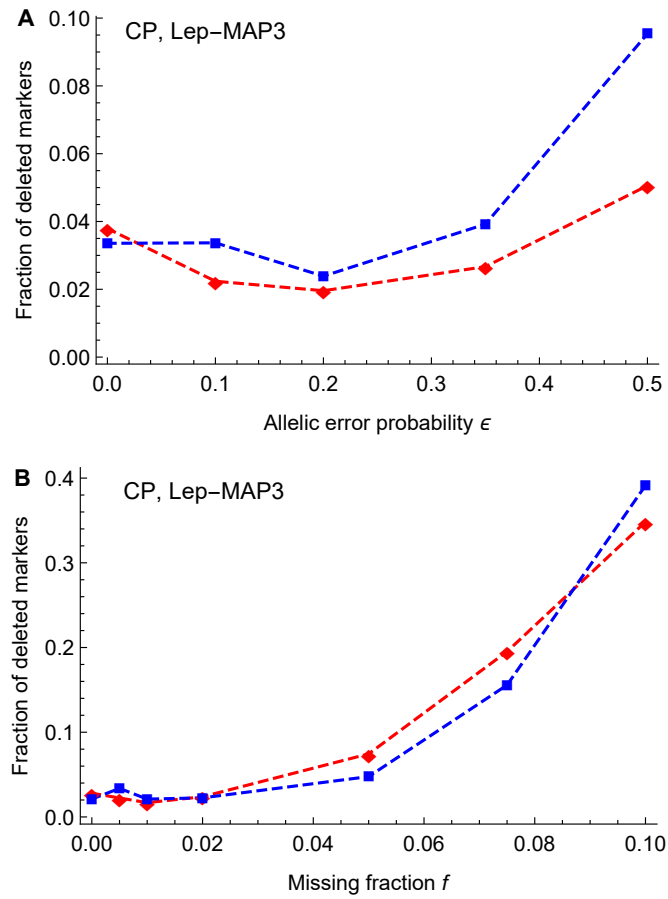 A
CP, Lep−MAP3
Fraction of deleted markers
0.10
0.08
0.06
0.04
0.02
0.00
0.0 0.1 0.2 0.3 0.4 0.5
Allelic error probability ϵ
B
CP, Lep−MAP3
Fraction of deleted markers
0.4
0.3
0.2
0.1
0.0
0.00 0.02 0.04 0.06 0.08 0.10
Missing fraction f